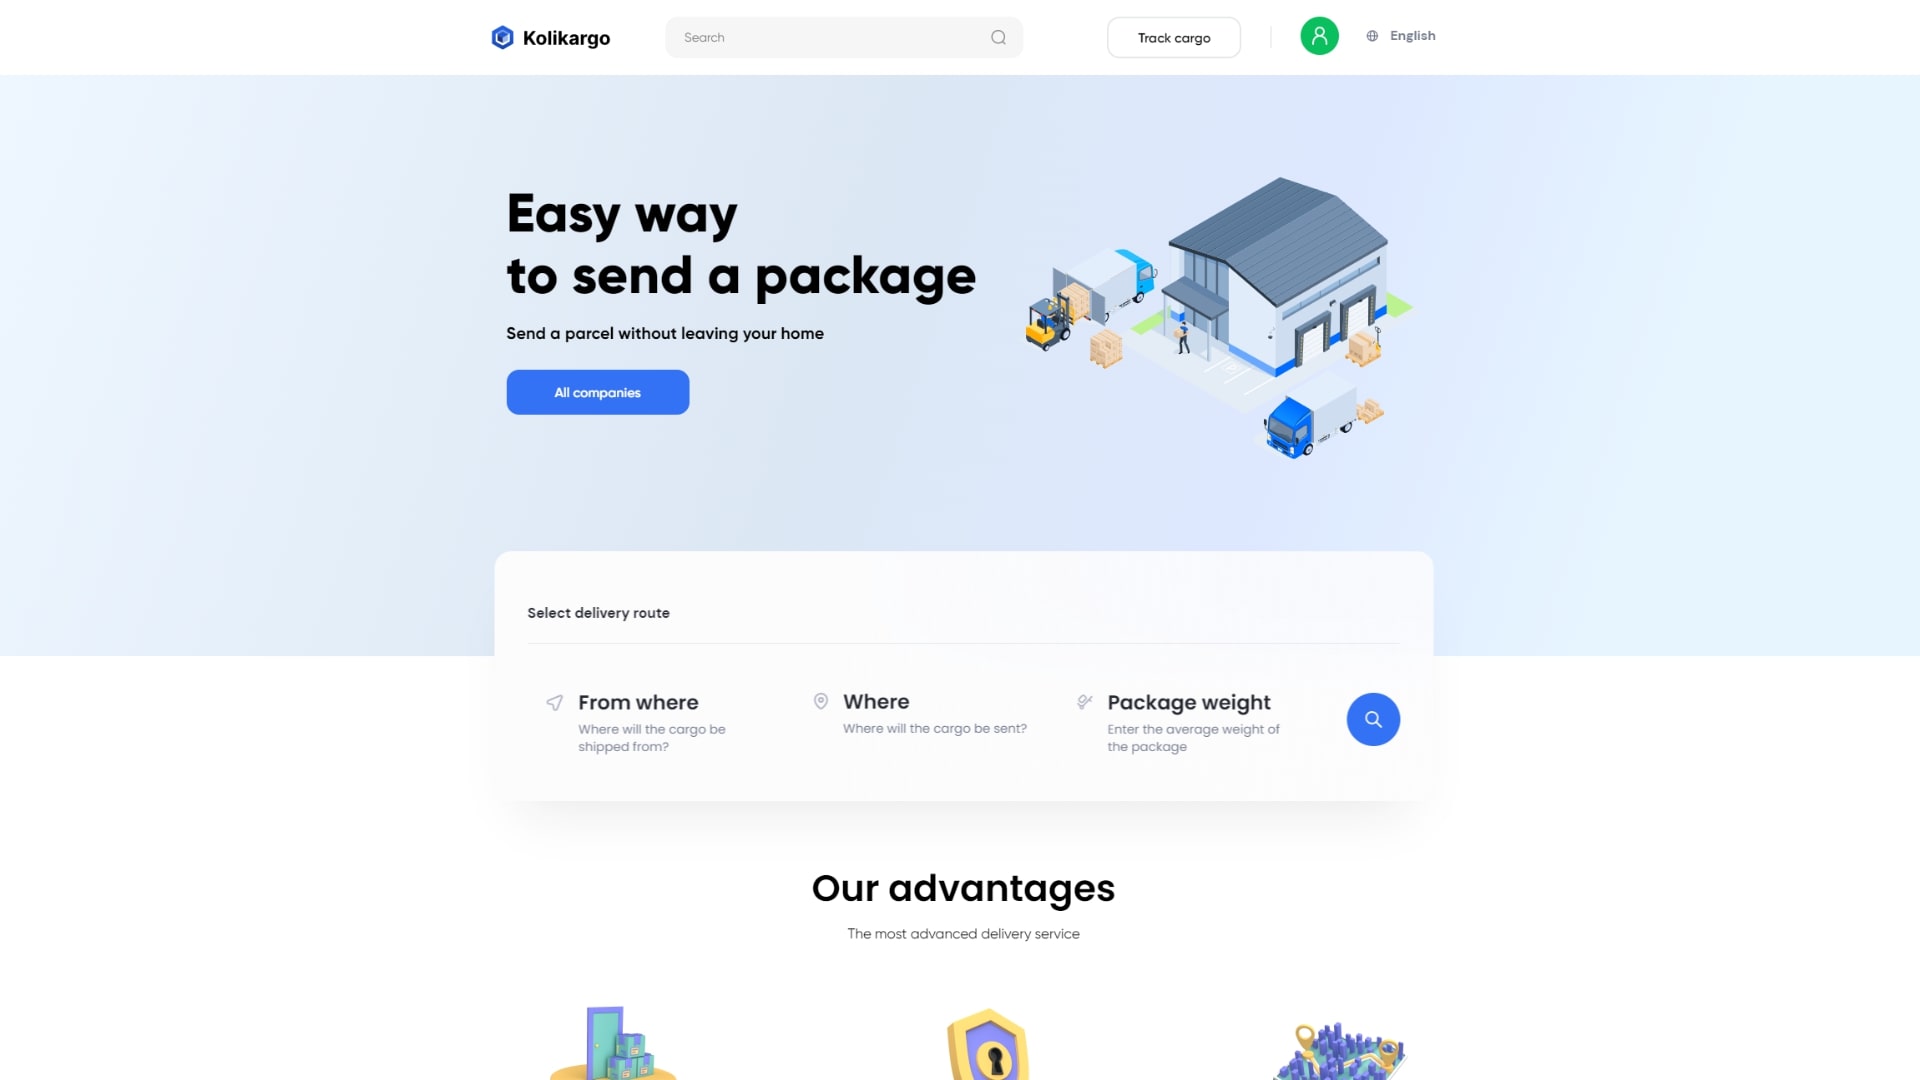 Kolikargo
Search
Track cargo
English
Easy way
to send a package
Send a parcel without leaving your home
All companies
Select delivery route
From where
Where will the cargo be
shipped from?
Where
Where will the cargo be sent?
Package weight
Enter the average weight of
the package
Our advantages
The most advanced delivery service